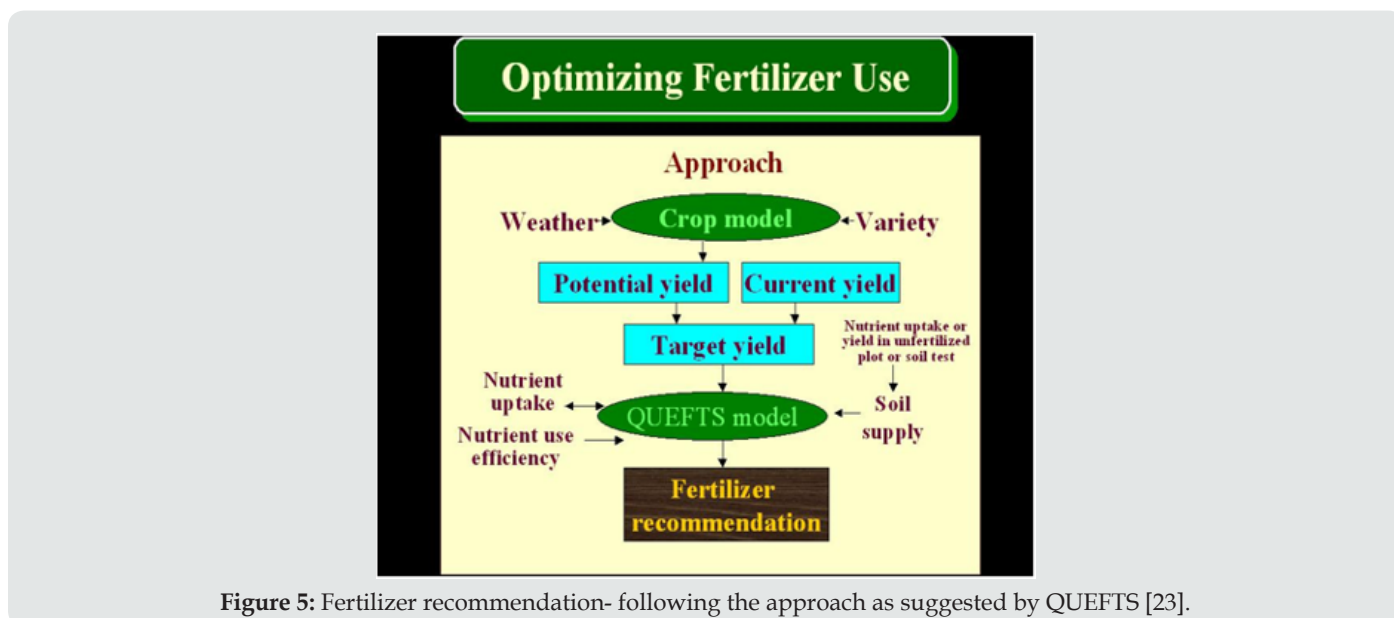 Optimizing Fertilizer Use
Approach
Weather
Crop model
Variety
Potential yield
Current yield
Target yield
Nutrient uptake or
yield in unfertilized
plot or soil test
Nutrient
uptake
QUEFTS model
Soil
supply
Nutrient use
efficiency
Fertilizer
recommendation
Figure 5: Fertilizer recommendation- following the approach as suggested by QUEFTS [23].